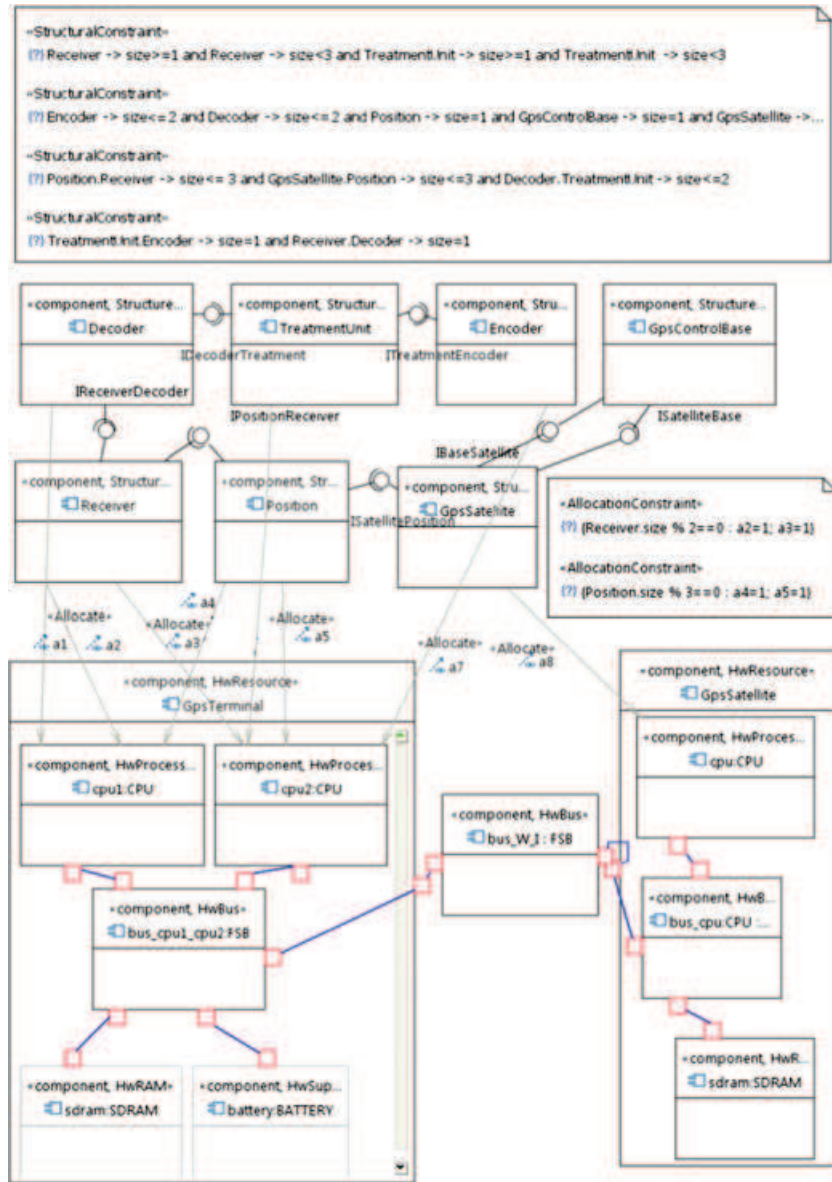 «StructuralConstraint»
{?} Receiver -> size>=1 and Receiver -> size<3 and TreatmentUnit -> size>=1 and TreatmentUnit -> size<3
«StructuralConstraint»
{?} Encoder -> size<= 2 and Decoder -> size<= 2 and Position -> size=1 and GpsControlBase -> size=1 and GpsSatellite ->...
«StructuralConstraint»
{?} Position.Receiver -> size<= 3 and GpsSatellite.Position -> size<=3 and Decoder.TreatmentUnit -> size<=2
«StructuralConstraint»
{?} TreatmentUnit.Encoder -> size=1 and Receiver.Decoder -> size=1
«component, Structure...
Decoder
«component, Structur...
TreatmentUnit
«component, Stru...
Encoder
«component, Structure...
GpsControlBase
IDecoderTreatment
ITreatmentEncoder
IReceiverDecoder
IPositionReceiver
ISatelliteBase
IBaseSatellite
«component, Structur...
Receiver
«component, Str...
Position
«component, Stru...
GpsSatellite
ISatellitePosition
«AllocationConstraint»
{?} {Receiver.size % 2==0 : a2=1; a3=1}
«AllocationConstraint»
{?} {Position.size % 3==0 : a4=1; a5=1}
a4
«Allocate»
«Allocate»
a1
a2
a3
a5
«Allocate»
«Allocate»
a7
a8
«component, HwResource»
GpsTerminal
«component, HwResource»
GpsSatellite
«component, HwProcess...
cpu1:CPU
«component, HwProces...
cpu2:CPU
«component, HwProces...
cpu:CPU
«component, HwBus»
bus_W_I : FSB
«component, HwBus»
bus_cpu1_cpu2:FSB
«component, HwB...
bus_cpu:CPU :...
«component, HwRAM»
sdram:SDRAM
«component, HwSup...
battery:BATTERY
«component, HwR...
sdram:SDRAM